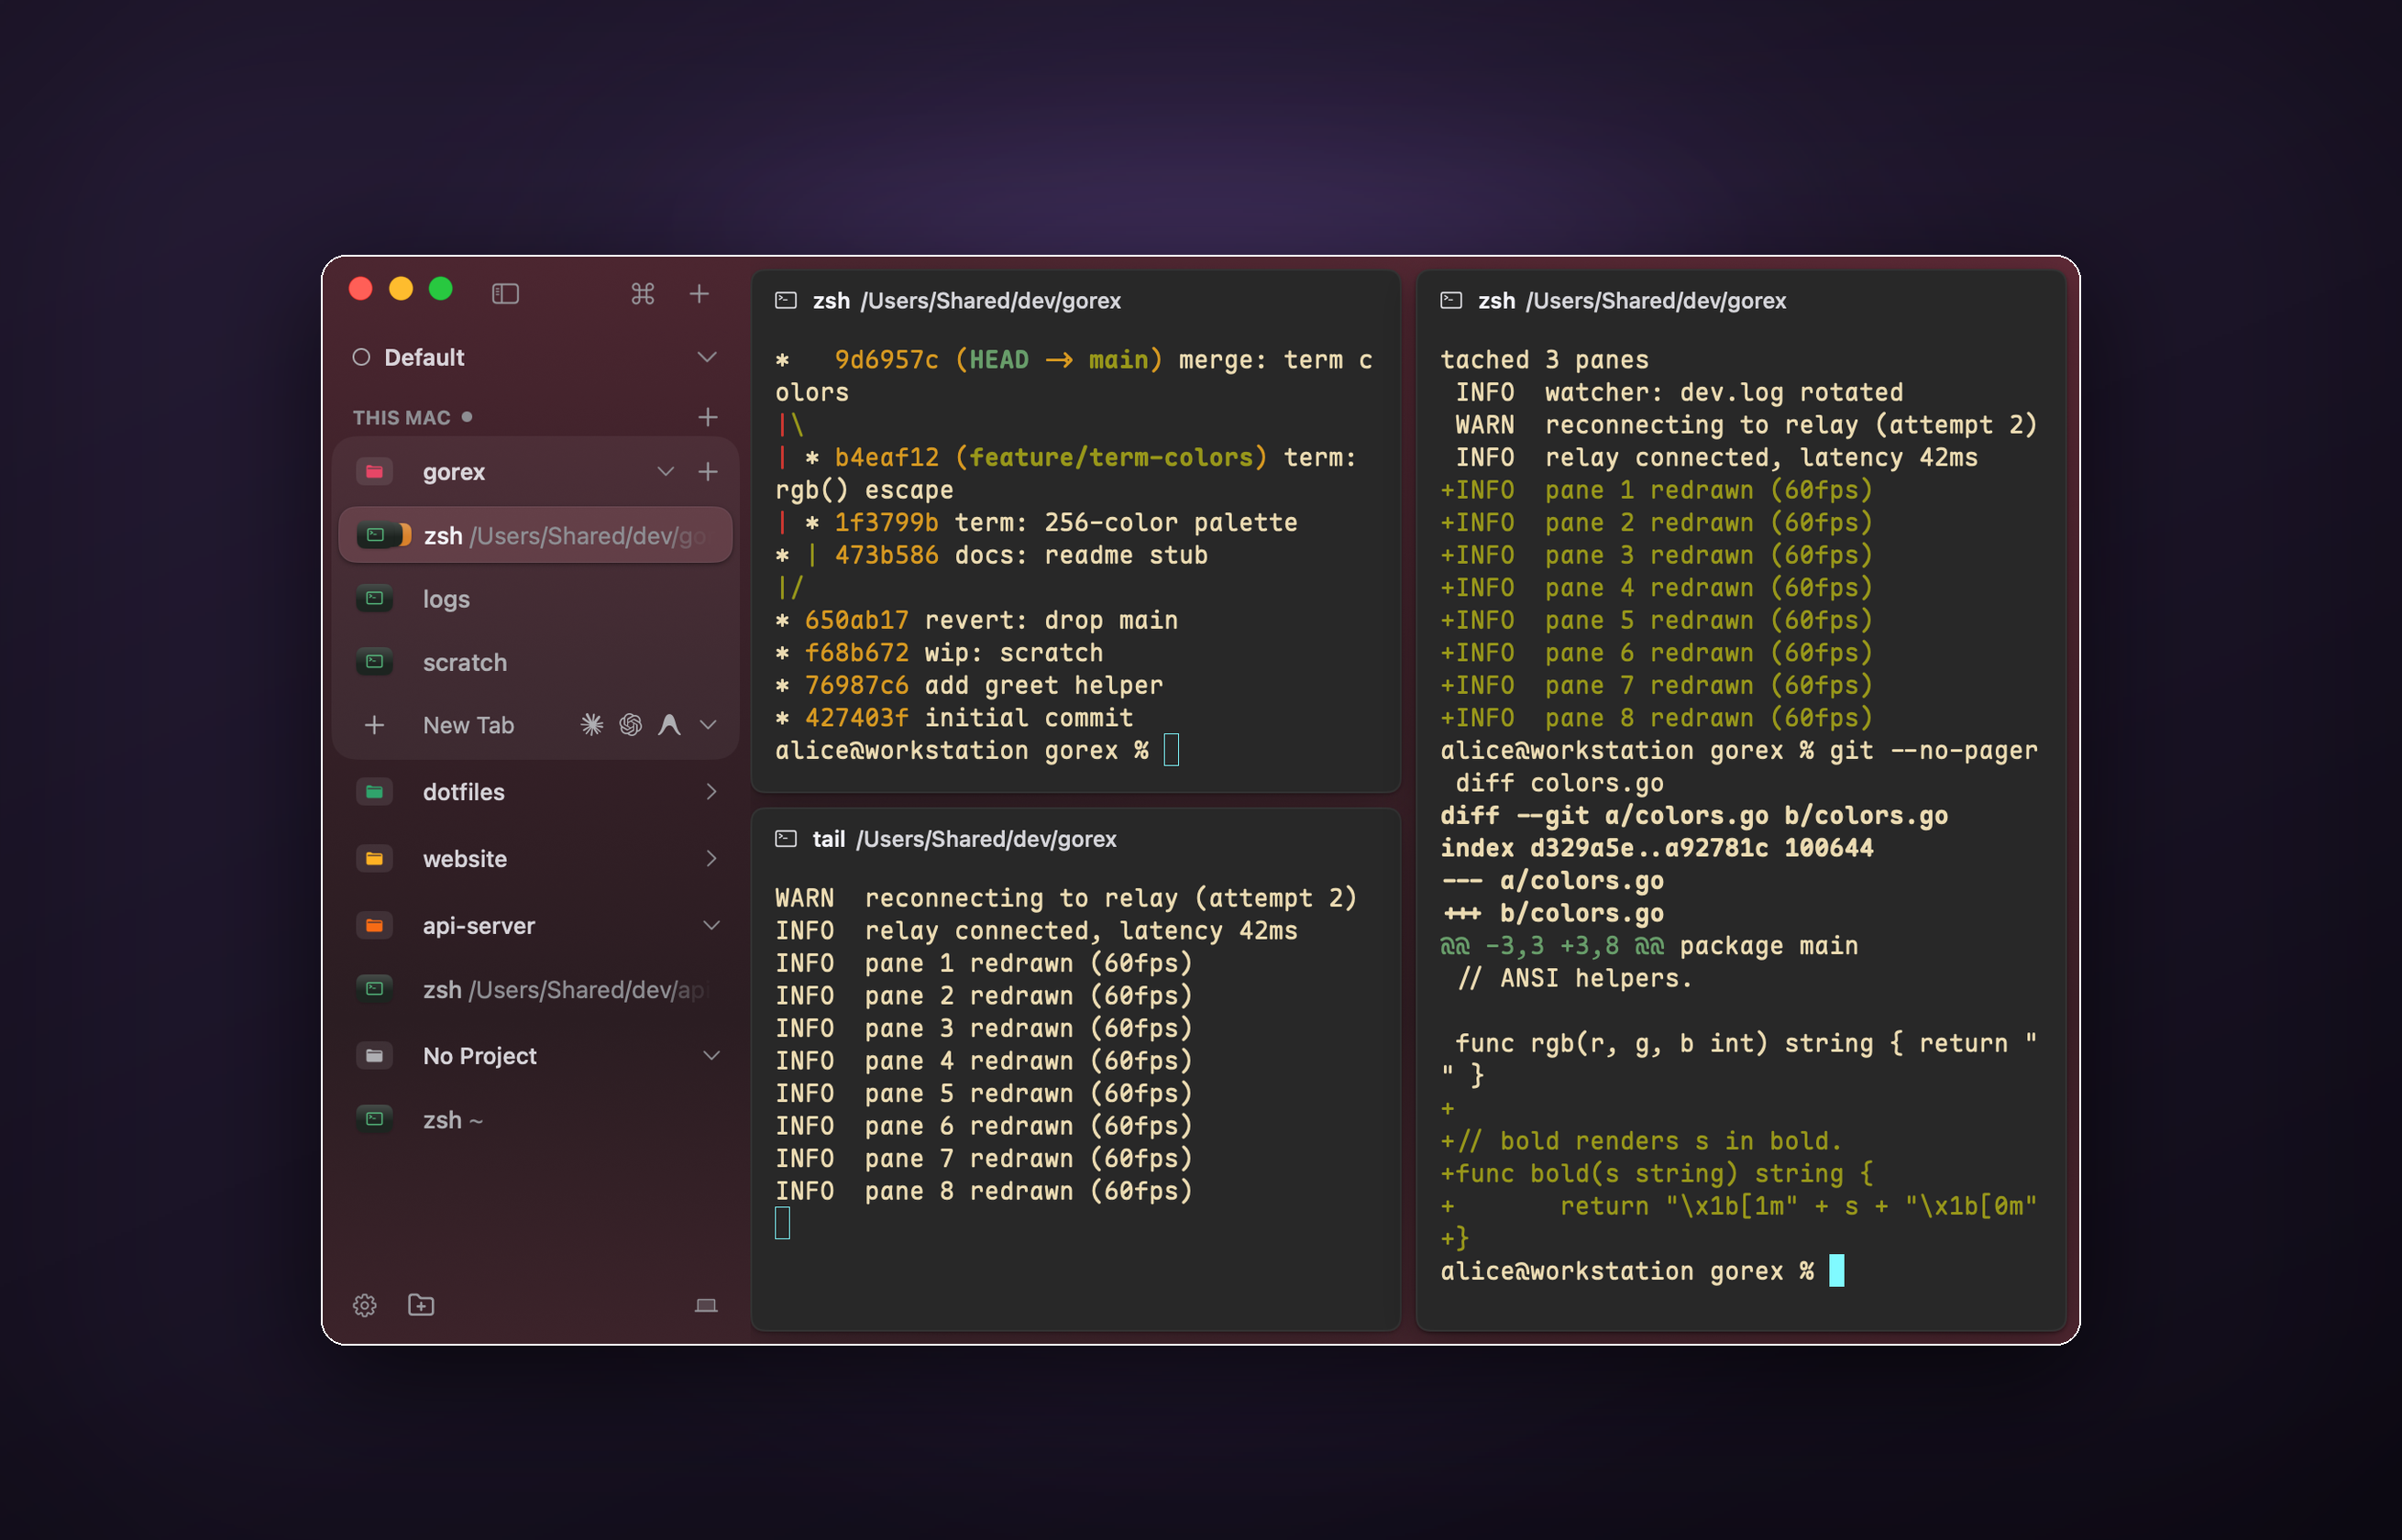 Default
THIS MAC
gorex
zsh /Users/Shared/dev/go
logs
scratch
New Tab
dotfiles
website
api-server
zsh /Users/Shared/dev/api
No Project
zsh ~
zsh /Users/Shared/dev/gorex
*   9d6957c (HEAD -> main) merge: term c
olors
|\
| * b4eaf12 (feature/term-colors) term:
rgb() escape
| * 1f3799b term: 256-color palette
* | 473b586 docs: readme stub
|/
* 650ab17 revert: drop main
* f68b672 wip: scratch
* 76987c6 add greet helper
* 427403f initial commit
alice@workstation gorex %
tail /Users/Shared/dev/gorex
WARN  reconnecting to relay (attempt 2)
INFO  relay connected, latency 42ms
INFO  pane 1 redrawn (60fps)
INFO  pane 2 redrawn (60fps)
INFO  pane 3 redrawn (60fps)
INFO  pane 4 redrawn (60fps)
INFO  pane 5 redrawn (60fps)
INFO  pane 6 redrawn (60fps)
INFO  pane 7 redrawn (60fps)
INFO  pane 8 redrawn (60fps)
zsh /Users/Shared/dev/gorex
tached 3 panes
 INFO  watcher: dev.log rotated
 WARN  reconnecting to relay (attempt 2)
 INFO  relay connected, latency 42ms
+INFO  pane 1 redrawn (60fps)
+INFO  pane 2 redrawn (60fps)
+INFO  pane 3 redrawn (60fps)
+INFO  pane 4 redrawn (60fps)
+INFO  pane 5 redrawn (60fps)
+INFO  pane 6 redrawn (60fps)
+INFO  pane 7 redrawn (60fps)
+INFO  pane 8 redrawn (60fps)
alice@workstation gorex % git --no-pager
 diff colors.go
diff --git a/colors.go b/colors.go
index d329a5e..a92781c 100644
--- a/colors.go
+++ b/colors.go
@@ -3,3 +3,8 @@ package main
 // ANSI helpers.

 func rgb(r, g, b int) string { return "
" }
+
+// bold renders s in bold.
+func bold(s string) string {
+       return "\x1b[1m" + s + "\x1b[0m"
+}
alice@workstation gorex %